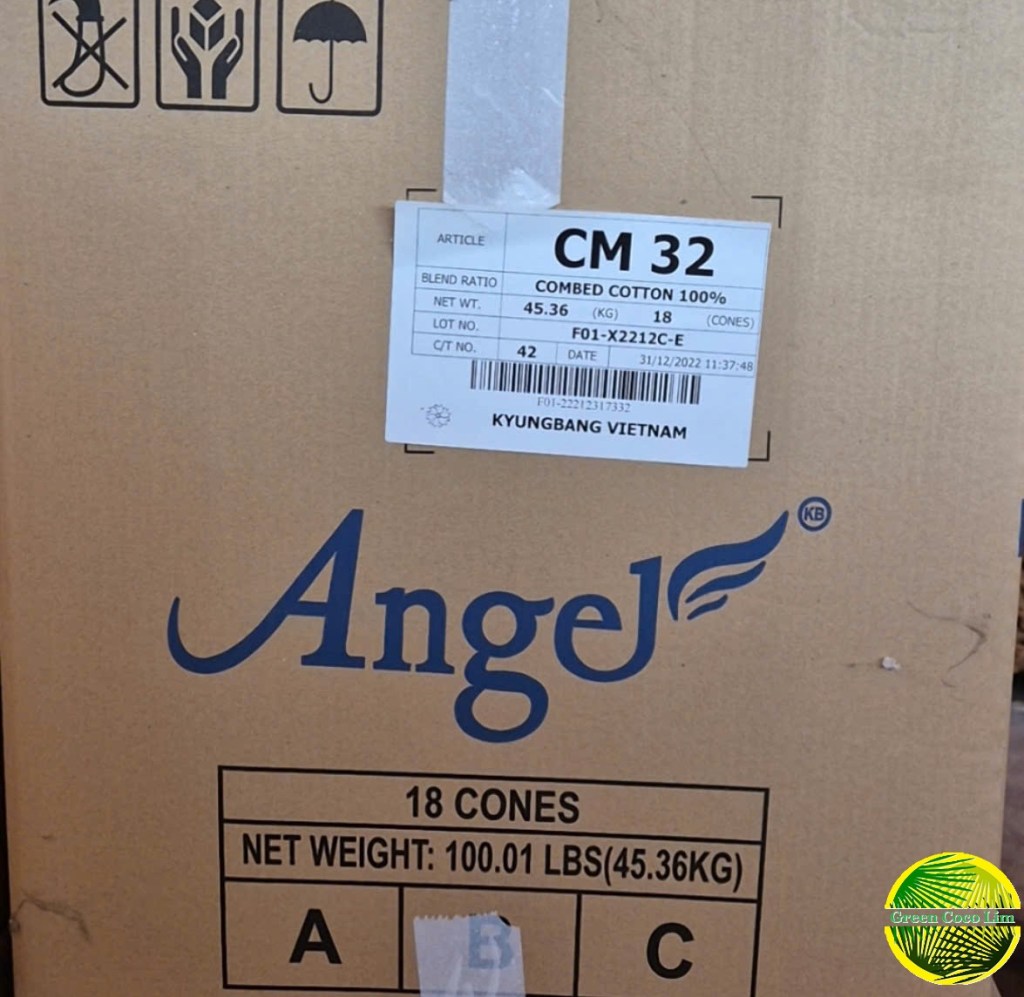 ARTICLE CM 32
BLEND RATIO COMBED COTTON 100%
NET WT. 45.36 (KG) 18 (CONES)
LOT NO. F01-X2212C-E
C/T NO. 42 DATE 31/12/2022 11:37:48
F01-22212317332
KYUNGBANG VIETNAM
KB
Angel
18 CONES
NET WEIGHT: 100.01 LBS(45.36KG)
A B C
Green Coco Lim